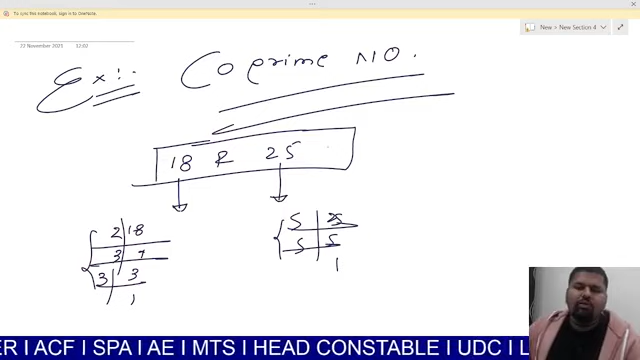 To sync this notebook, sign in to OneNote.
New > New Section 4
22 November 2021 12:02
Ex:- Coprime NO.
18 R 25
2 18
3 9
3 3
1
5 25
5 5
1
ER I ACF I SPA I AE I MTS I HEAD CONSTABLE I UDC I L